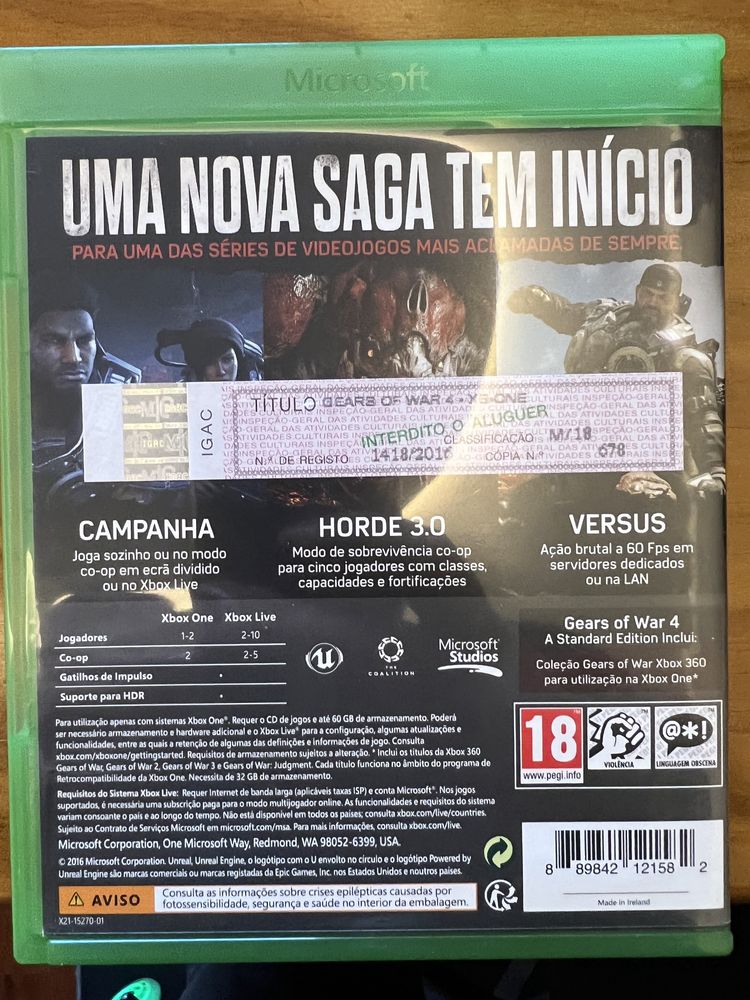 Microsoft
UMA NOVA SAGA TEM INÍCIO
PARA UMA DAS SÉRIES DE VIDEOJOGOS MAIS ACLAMADAS DE SEMPRE.
IGAC
TÍTULO GEARS OF WAR 4 - XB-ONE
INTERDITO O ALUGUER
CLASSIFICAÇÃO M/18
N.º DE REGISTO 1418/2016 CÓPIA N.º 678
CAMPANHA
Joga sozinho ou no modo
co-op em ecrã dividido
ou no Xbox Live
HORDE 3.0
Modo de sobrevivência co-op
para cinco jogadores com classes,
capacidades e fortificações
VERSUS
Ação brutal a 60 Fps em
servidores dedicados
ou na LAN
Xbox One Xbox Live
Jogadores 1-2 2-10
Co-op 2 2-5
Gatilhos de Impulso •
Suporte para HDR •
THE
COALITION
Microsoft
Studios
Gears of War 4
A Standard Edition Inclui:
Coleção Gears of War Xbox 360
para utilização na Xbox One*
Para utilização apenas com sistemas Xbox One®. Requer o CD de jogos e até 60 GB de armazenamento. Poderá
ser necessário armazenamento e hardware adicional e o Xbox Live® para a configuração, algumas atualizações e
funcionalidades, entre as quais a retenção de algumas das definições e informações de jogo. Consulta
xbox.com/xboxone/gettingstarted. Requisitos de armazenamento sujeitos a alteração. * Inclui os títulos da Xbox 360
Gears of War, Gears of War 2, Gears of War 3 e Gears of War: Judgment. Cada título funciona no âmbito do programa de
Retrocompatibilidade da Xbox One. Necessita de 32 GB de armazenamento.
Requisitos do Sistema Xbox Live: Requer Internet de banda larga (aplicáveis taxas ISP) e conta Microsoft®. Nos jogos
suportados, é necessária uma subscrição paga para o modo multijogador online. As funcionalidades e requisitos do sistema
variam consoante o país e ao longo do tempo. Não está disponível em todos os países; consulta xbox.com/live/countries.
Sujeito ao Contrato de Serviços Microsoft em microsoft.com/msa. Para mais informações, consulta xbox.com/live.
Microsoft Corporation, One Microsoft Way, Redmond, WA 98052-6399, USA.
© 2016 Microsoft Corporation. Unreal, Unreal Engine, o logótipo com o U envolto no círculo e o logótipo Powered by
Unreal Engine são marcas comerciais ou marcas registadas da Epic Games, Inc. nos Estados Unidos e noutros países.
18
www.pegi.info
VIOLÊNCIA
@*!
LINGUAGEM OBSCENA
AVISO
Consulta as informações sobre crises epilépticas causadas por
fotossensibilidade, segurança e saúde no interior da embalagem.
X21-15270-01
8 89842 12158 2
Made in Ireland